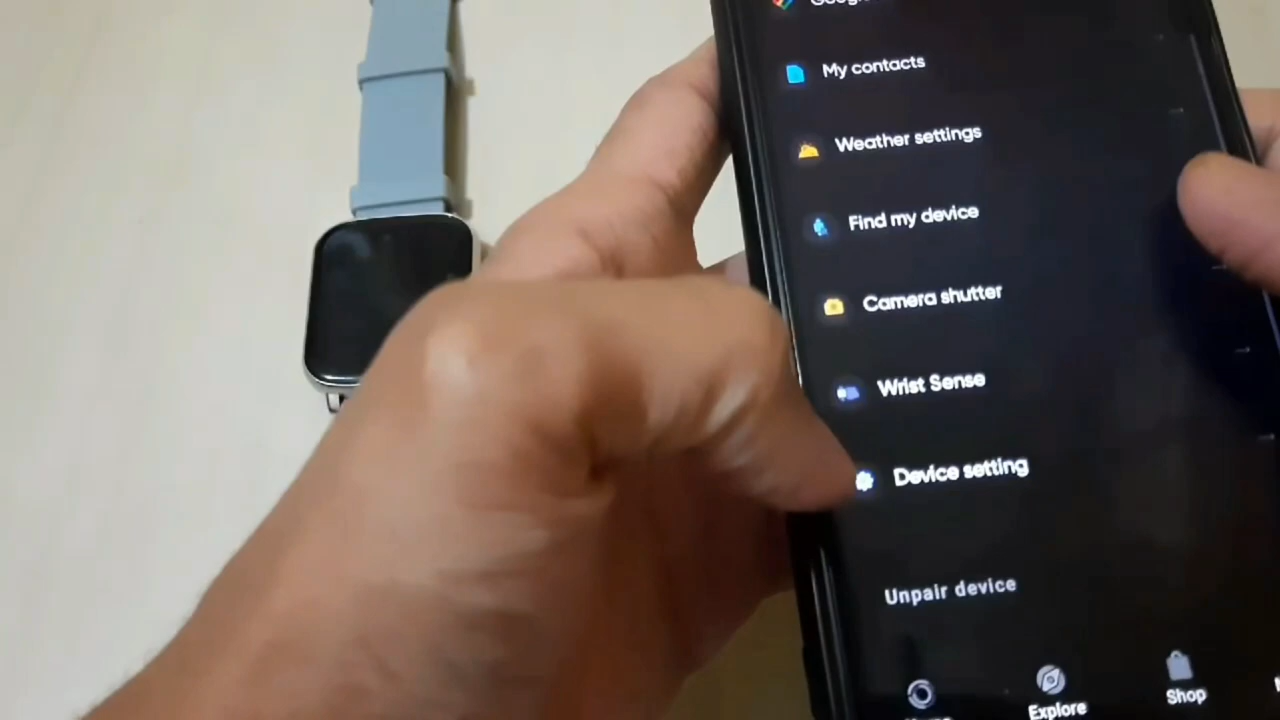 My contacts
Weather settings
Find my device
Camera shutter
Wrist Sense
Device setting
Unpair device
Explore
Shop